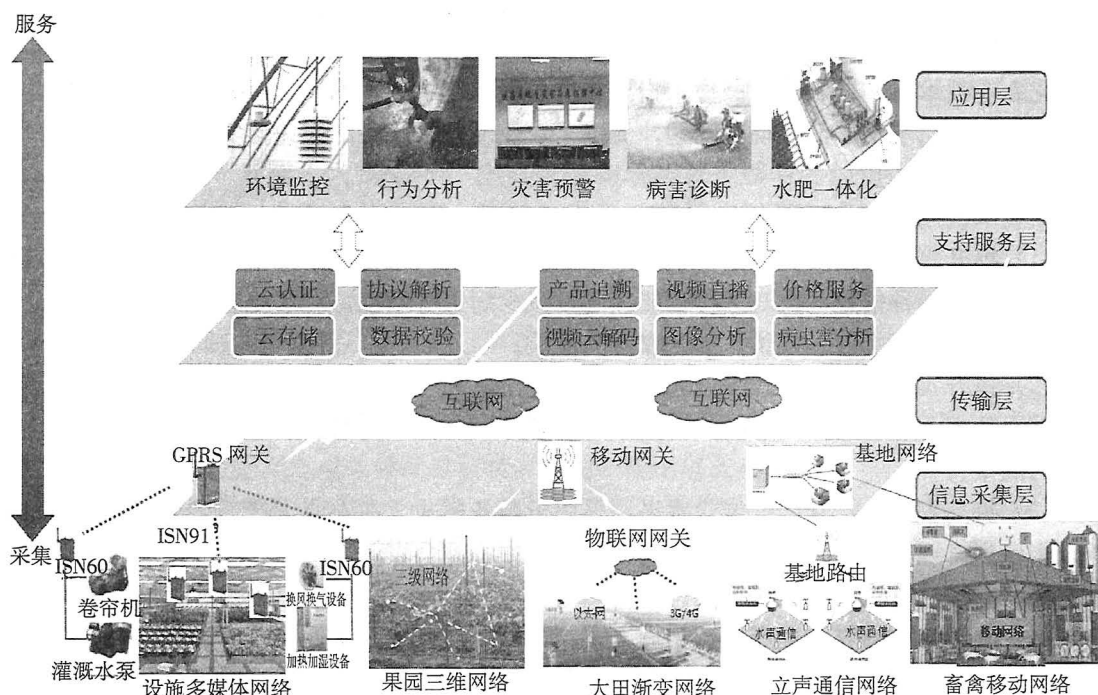 服务
应用层
环境监控
行为分析
灾害预警
病害诊断
水肥一体化
支持服务层
云认证
协议解析
产品追溯
视频直播
价格服务
云存储
数据校验
视频云解码
图像分析
病虫害分析
互联网
互联网
传输层
GPRS 网关
移动网关
基地网络
信息采集层
采集
ISN60
ISN91
ISN60
物联网网关
基地路由
卷帘机
换风换气设备
三级网络
以太网
3G/4G
水声通信
水声通信
移动网络
灌溉水泵
加热加湿设备
设施多媒体网络
果园三维网络
大田渐变网络
立声通信网络
畜禽移动网络